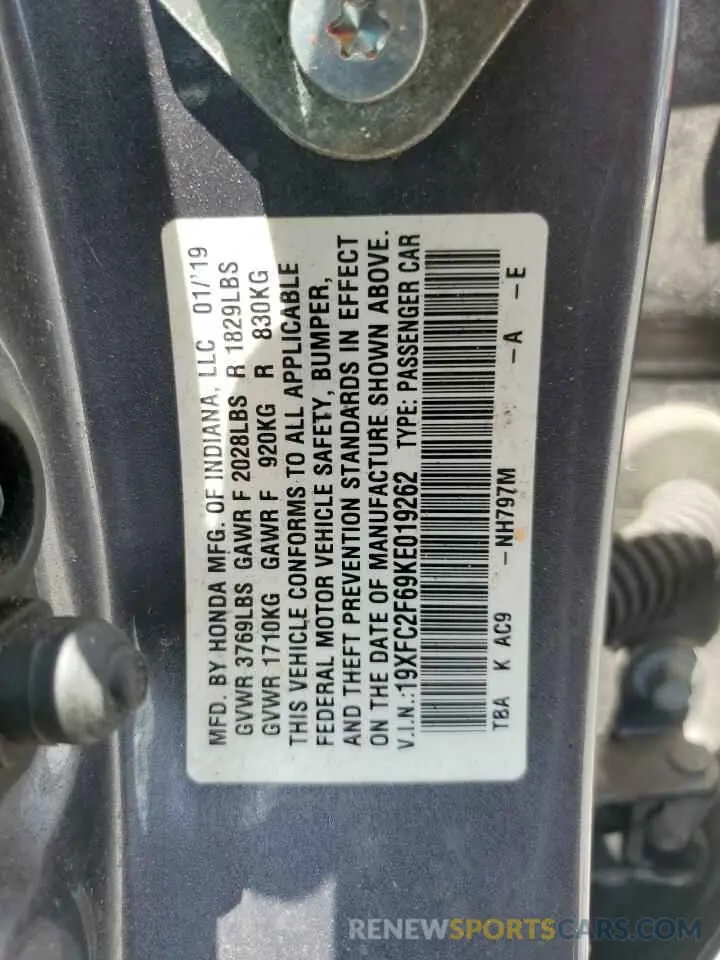 MFD. BY HONDA MFG. OF INDIANA, LLC 01/'19
GVWR 3769LBS GAWR F 2028LBS R 1829LBS
GVWR 1710KG GAWR F 920KG R 830KG
THIS VEHICLE CONFORMS TO ALL APPLICABLE
FEDERAL MOTOR VEHICLE SAFETY, BUMPER,
AND THEFT PREVENTION STANDARDS IN EFFECT
ON THE DATE OF MANUFACTURE SHOWN ABOVE.
V.I.N.:19XFC2F69KE019262 TYPE: PASSENGER CAR
TBA K AC9 -NH797M -A -E
RENEWSPORTSCARS.COM